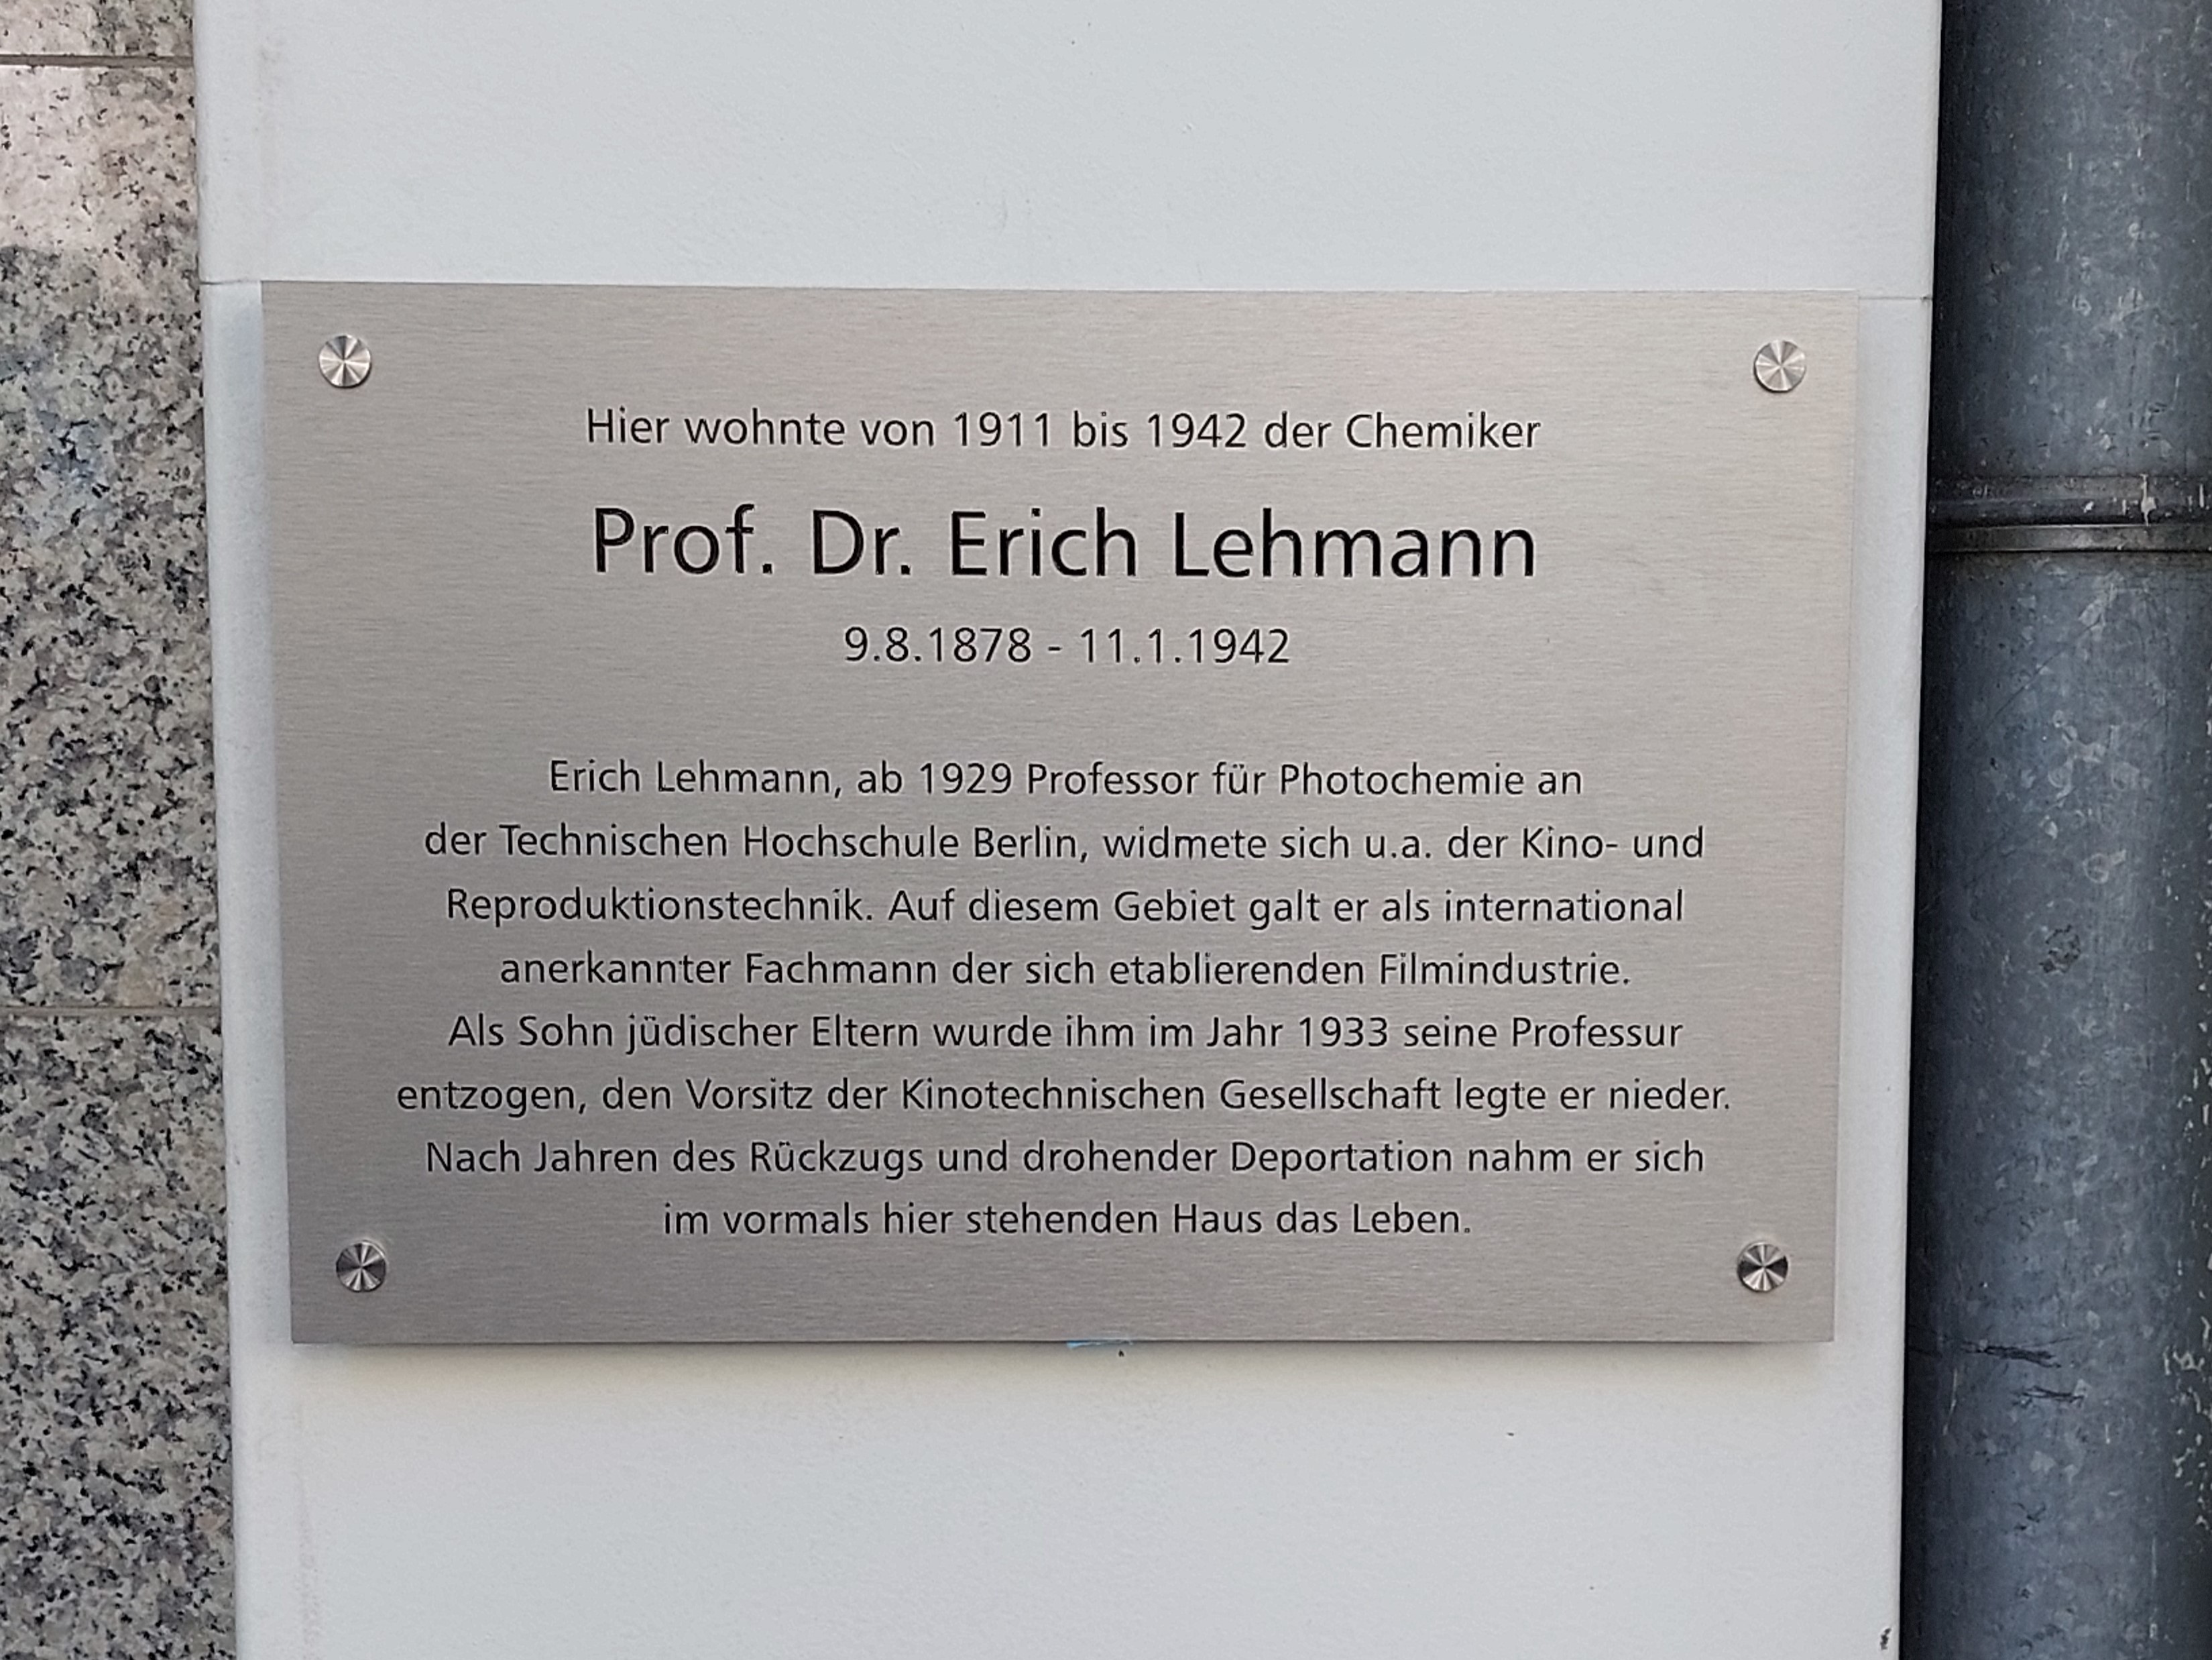 Hier wohnte von 1911 bis 1942 der Chemiker
Prof. Dr. Erich Lehmann
9.8.1878 - 11.1.1942
Erich Lehmann, ab 1929 Professor für Photochemie an
der Technischen Hochschule Berlin, widmete sich u.a. der Kino- und
Reproduktionstechnik. Auf diesem Gebiet galt er als international
anerkannter Fachmann der sich etablierenden Filmindustrie.
Als Sohn jüdischer Eltern wurde ihm im Jahr 1933 seine Professur
entzogen, den Vorsitz der Kinotechnischen Gesellschaft legte er nieder.
Nach Jahren des Rückzugs und drohender Deportation nahm er sich
im vormals hier stehenden Haus das Leben.